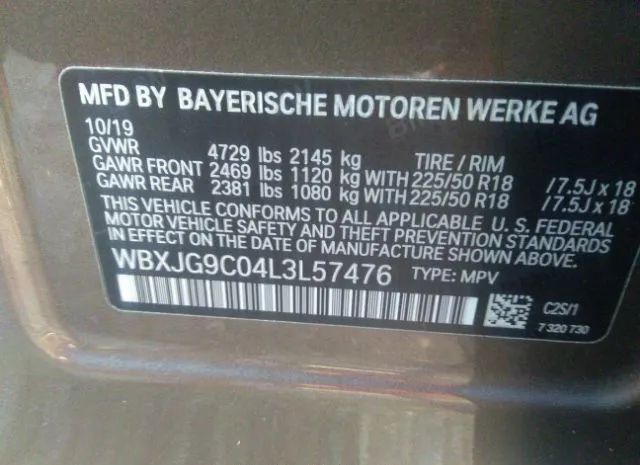 MFD BY BAYERISCHE MOTOREN WERKE AG
10/19
GVWR 4729 lbs 2145 kg TIRE / RIM
GAWR FRONT 2469 lbs 1120 kg WITH 225/50 R18 /7.5J x 18
GAWR REAR 2381 lbs 1080 kg WITH 225/50 R18 /7.5J x 18
THIS VEHICLE CONFORMS TO ALL APPLICABLE U. S. FEDERAL
MOTOR VEHICLE SAFETY AND THEFT PREVENTION STANDARDS
IN EFFECT ON THE DATE OF MANUFACTURE SHOWN ABOVE.
WBXJG9C04L3L57476 TYPE: MPV
C2S/1
7 320 730